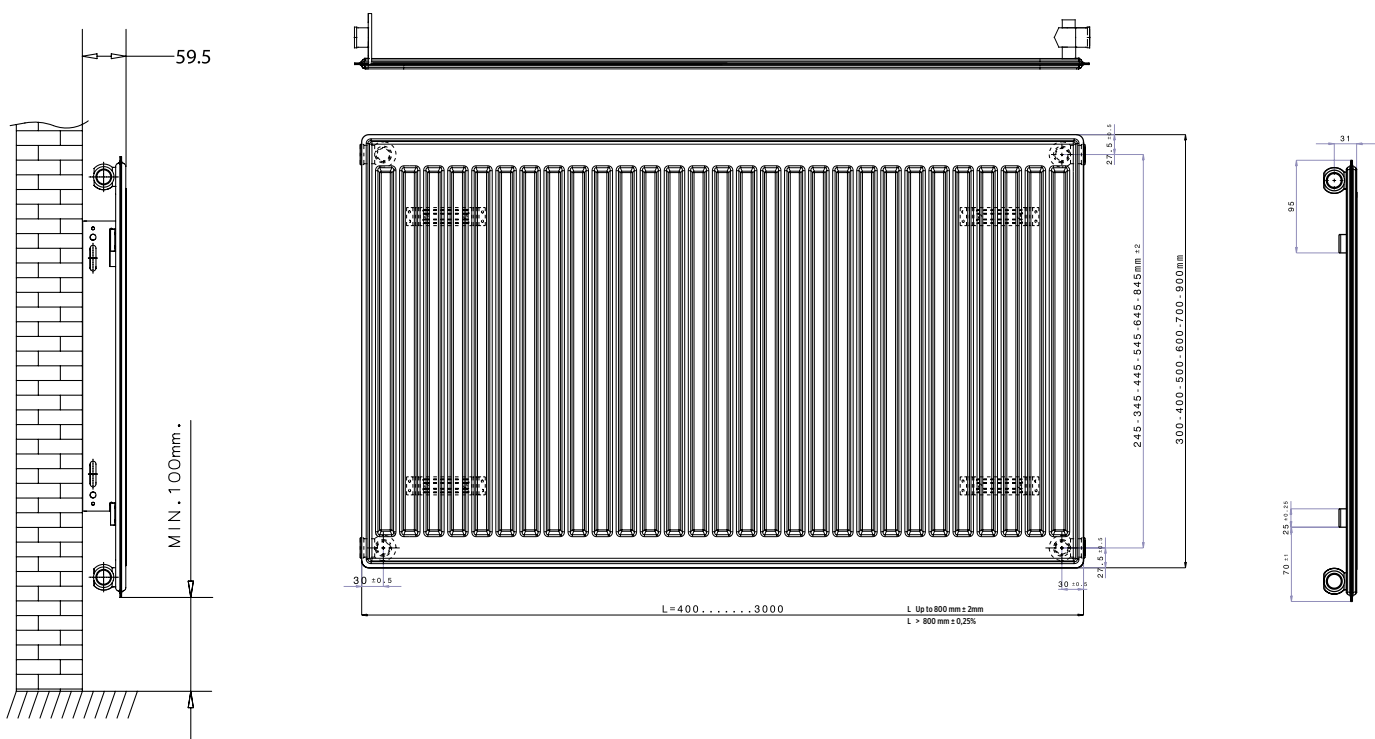 59.5
MIN.100mm.
27.5 ±0.5
245-345-445-545-645-845mm ±2
300-400-500-600-700-900mm
27.5 ±0.5
30 ±0.5
30 ±0.5
L=400.......3000
L Up to 800 mm ± 2mm
L > 800 mm ± 0,25%
31
95
25 ±0.25
70 ±1